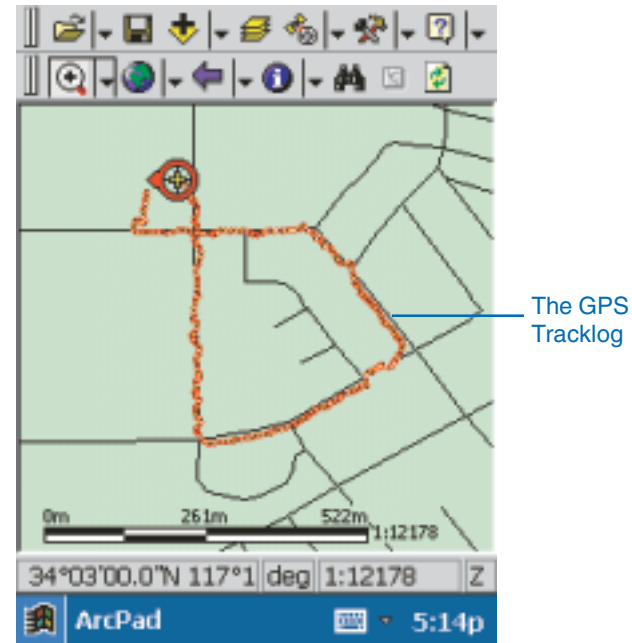 The GPS
Tracklog
0m 261m 522m
1:12178
34°03'00.0"N 117°1 deg 1:12178 Z
ArcPad 5:14p